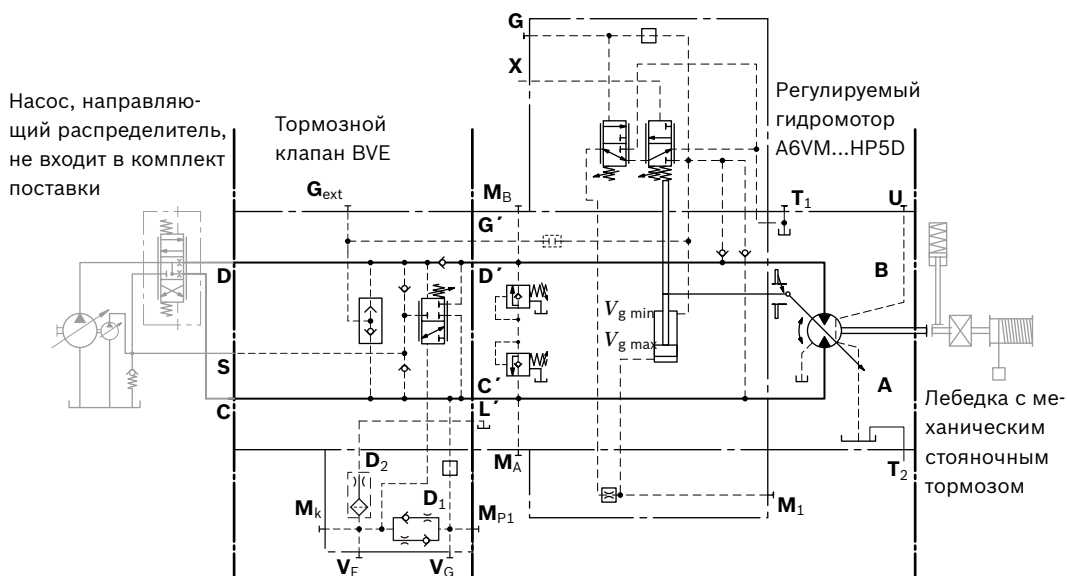 G
X
Насос, направляю-
щий распределитель,
не входит в комплект
поставки
Тормозной
клапан BVE
Регулируемый
гидромотор
A6VM...HP5D
Gext
MB
T1
U
G´
D
D´
B
Vg min
Vg max
S
C
C´
L´
A
Лебедка с ме-
ханическим
стояночным
тормозом
D2
MA
T2
Mk
D1
MP1
M1
VF
VG